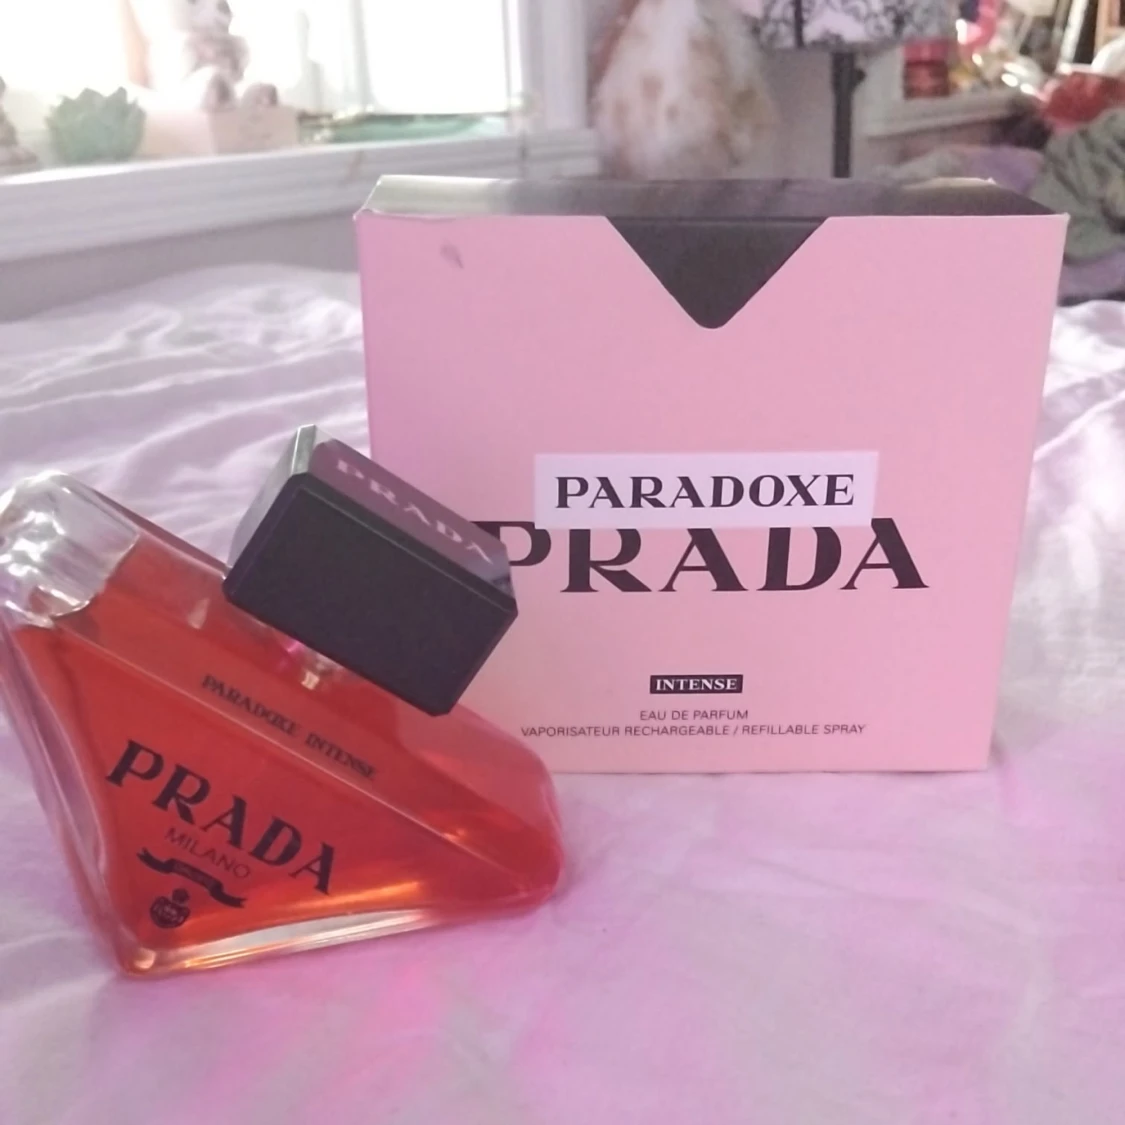 PARADOXE
PRADA
INTENSE
EAU DE PARFUM
VAPORISATEUR RECHARGEABLE / REFILLABLE SPRAY
PRADA
PARADOXE INTENSE
PRADA
MILANO